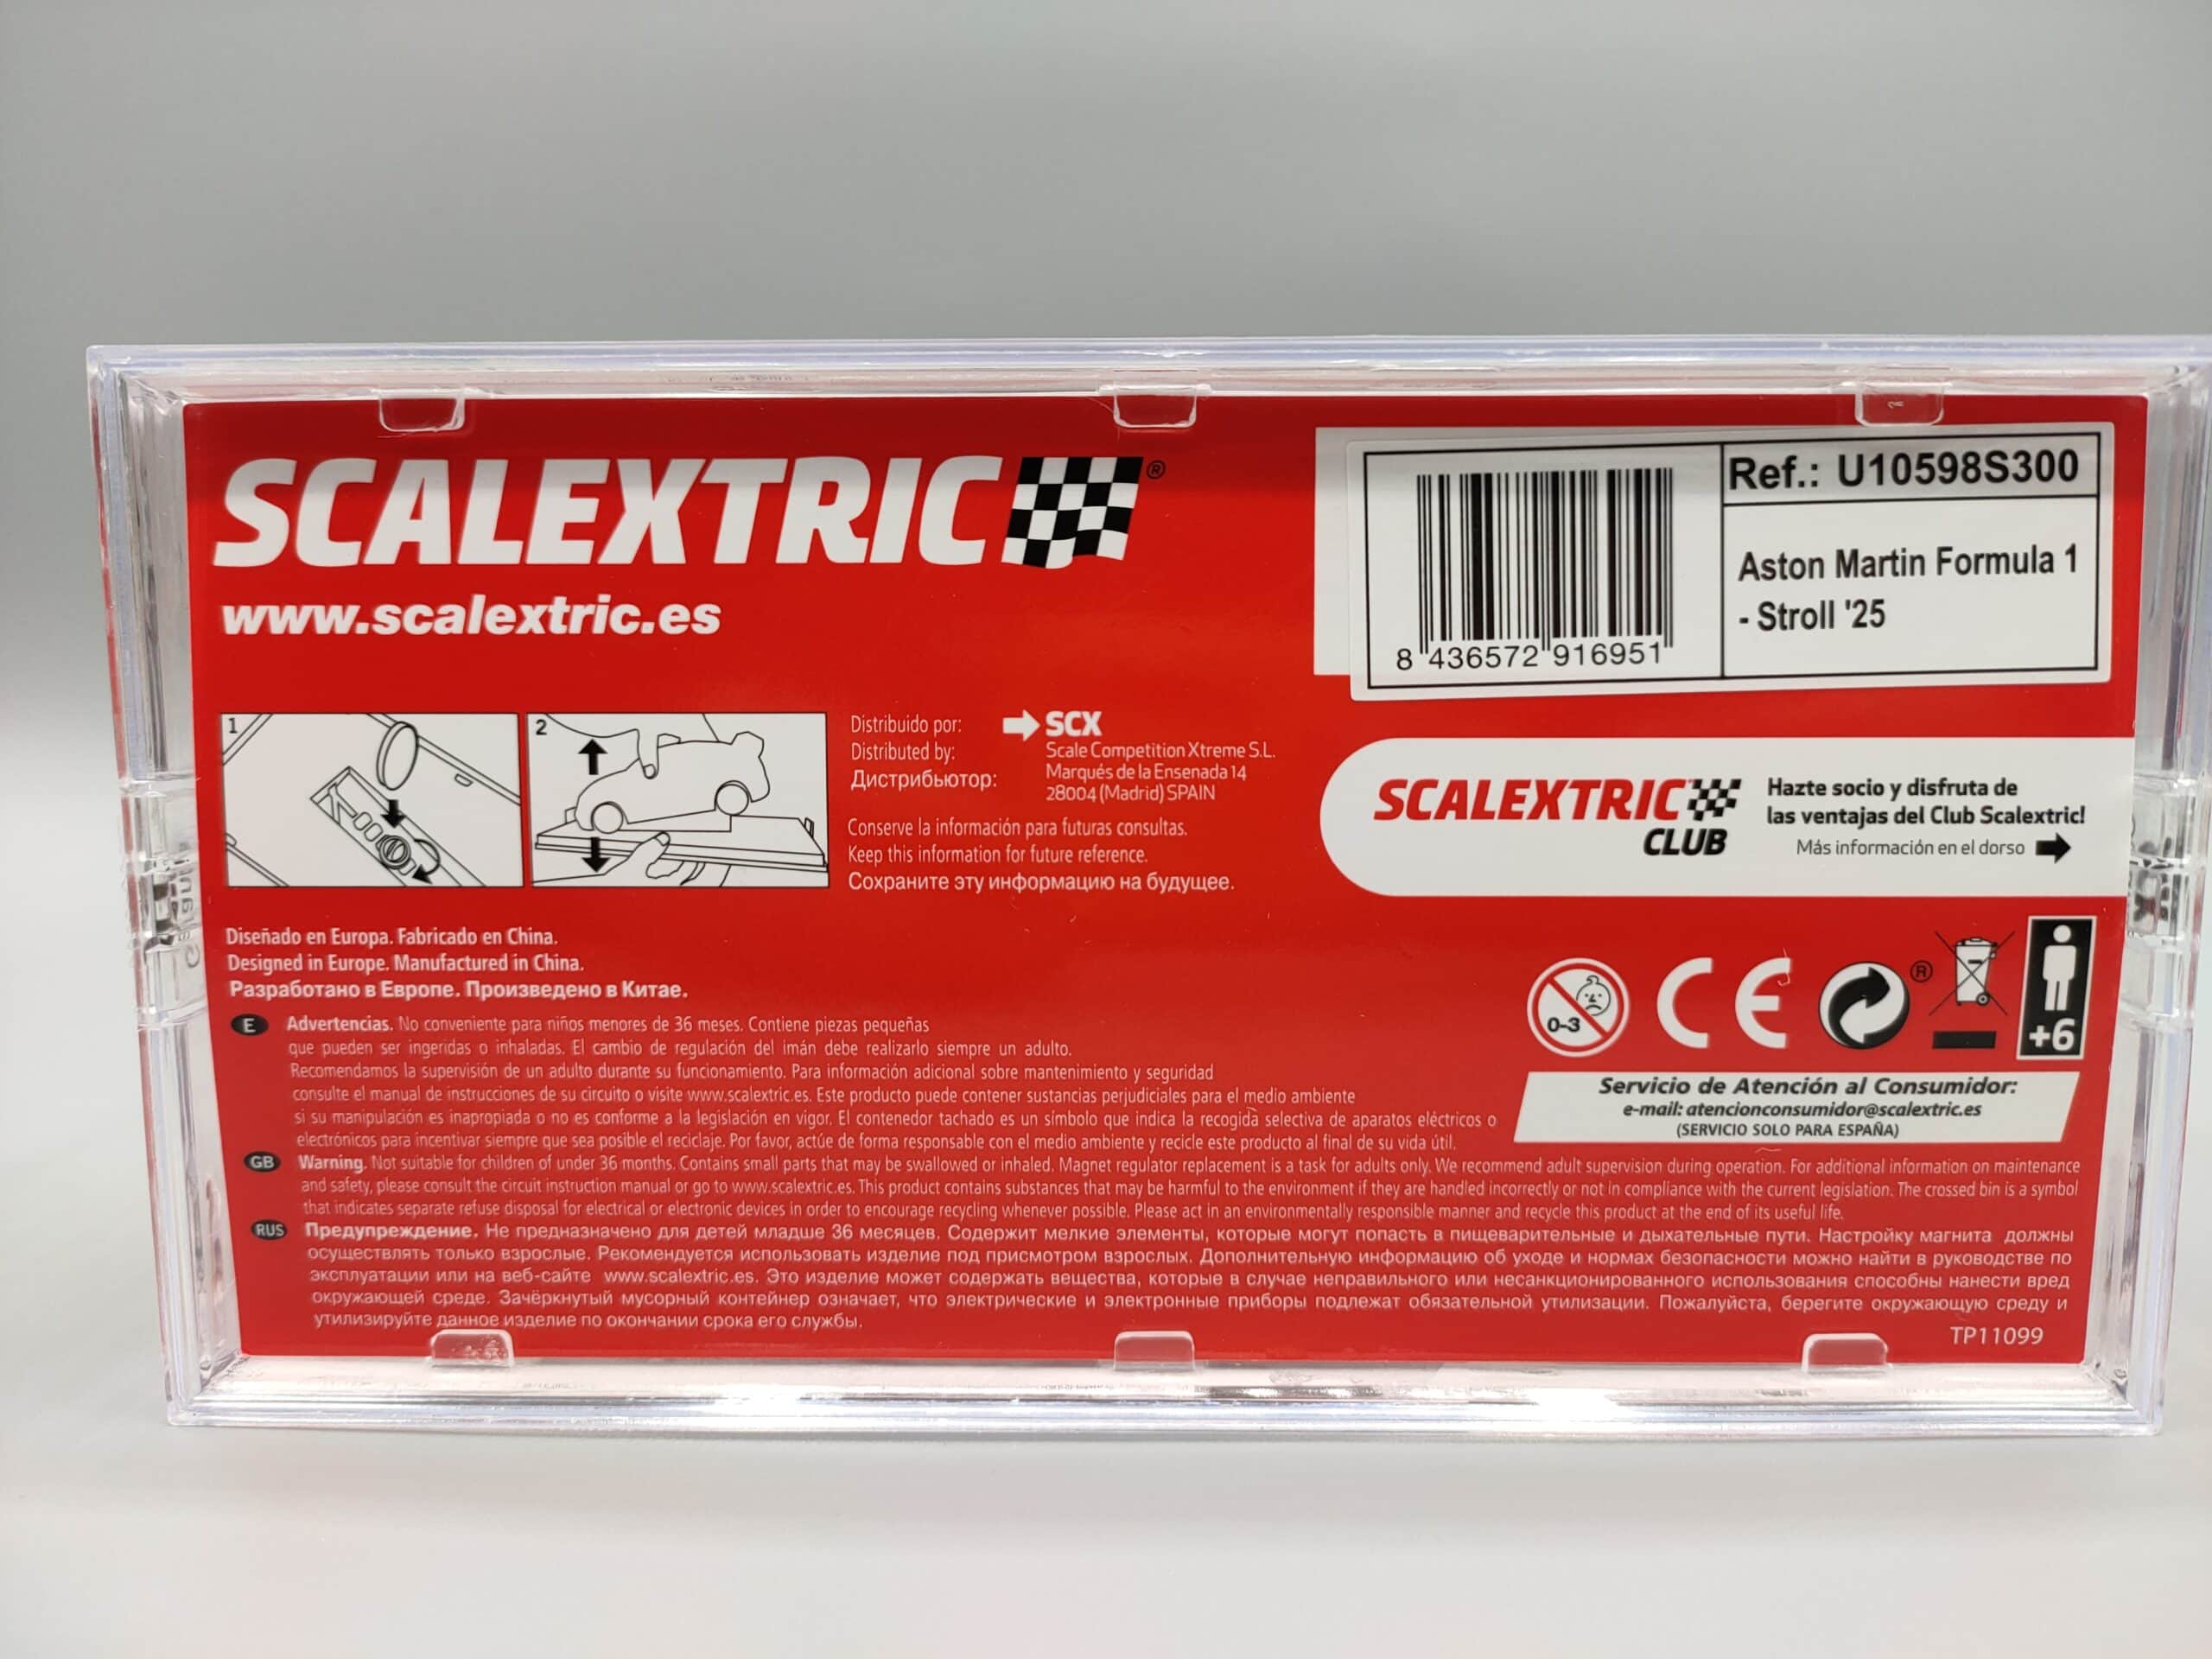 SCALEXTRIC ®
www.scalextric.es
8 436572 916951
Ref.: U10598S300
Aston Martin Formula 1
- Stroll '25
1
2
Distribuido por:
Distributed by:
Дистрибьютор:
SCX
Scale Competition Xtreme S.L.
Marqués de la Ensenada 14
28004 (Madrid) SPAIN
Conserve la información para futuras consultas.
Keep this information for future reference.
Сохраните эту информацию на будущее.
SCALEXTRIC
CLUB
Hazte socio y disfruta de
las ventajas del Club Scalextric!
Más información en el dorso
Diseñado en Europa. Fabricado en China.
Designed in Europe. Manufactured in China.
Разработано в Европе. Произведено в Китае.
0-3
CE
®
+6
Servicio de Atención al Consumidor:
e-mail: atencionconsumidor@scalextric.es
(SERVICIO SOLO PARA ESPAÑA)
E Advertencias. No conveniente para niños menores de 36 meses. Contiene piezas pequeñas
que pueden ser ingeridas o inhaladas. El cambio de regulación del imán debe realizarlo siempre un adulto.
Recomendamos la supervisión de un adulto durante su funcionamiento. Para información adicional sobre mantenimiento y seguridad
consulte el manual de instrucciones de su circuito o visite www.scalextric.es. Este producto puede contener sustancias perjudiciales para el medio ambiente
si su manipulación es inapropiada o no es conforme a la legislación en vigor. El contenedor tachado es un símbolo que indica la recogida selectiva de aparatos eléctricos o
electrónicos para incentivar siempre que sea posible el reciclaje. Por favor, actúe de forma responsable con el medio ambiente y recicle este producto al final de su vida útil.
GB Warning. Not suitable for children of under 36 months. Contains small parts that may be swallowed or inhaled. Magnet regulator replacement is a task for adults only. We recommend adult supervision during operation. For additional information on maintenance
and safety, please consult the circuit instruction manual or go to www.scalextric.es. This product contains substances that may be harmful to the environment if they are handled incorrectly or not in compliance with the current legislation. The crossed bin is a symbol
that indicates separate refuse disposal for electrical or electronic devices in order to encourage recycling whenever possible. Please act in an environmentally responsible manner and recycle this product at the end of its useful life.
RUS Предупреждение. Не предназначено для детей младше 36 месяцев. Содержит мелкие элементы, которые могут попасть в пищеварительные и дыхательные пути. Настройку магнита должны
осуществлять только взрослые. Рекомендуется использовать изделие под присмотром взрослых. Дополнительную информацию об уходе и нормах безопасности можно найти в руководстве по
эксплуатации или на веб-сайте www.scalextric.es. Это изделие может содержать вещества, которые в случае неправильного или несанкционированного использования способны нанести вред
окружающей среде. Зачёркнутый мусорный контейнер означает, что электрические и электронные приборы подлежат обязательной утилизации. Пожалуйста, берегите окружающую среду и
утилизируйте данное изделие по окончании срока его службы.
TP11099